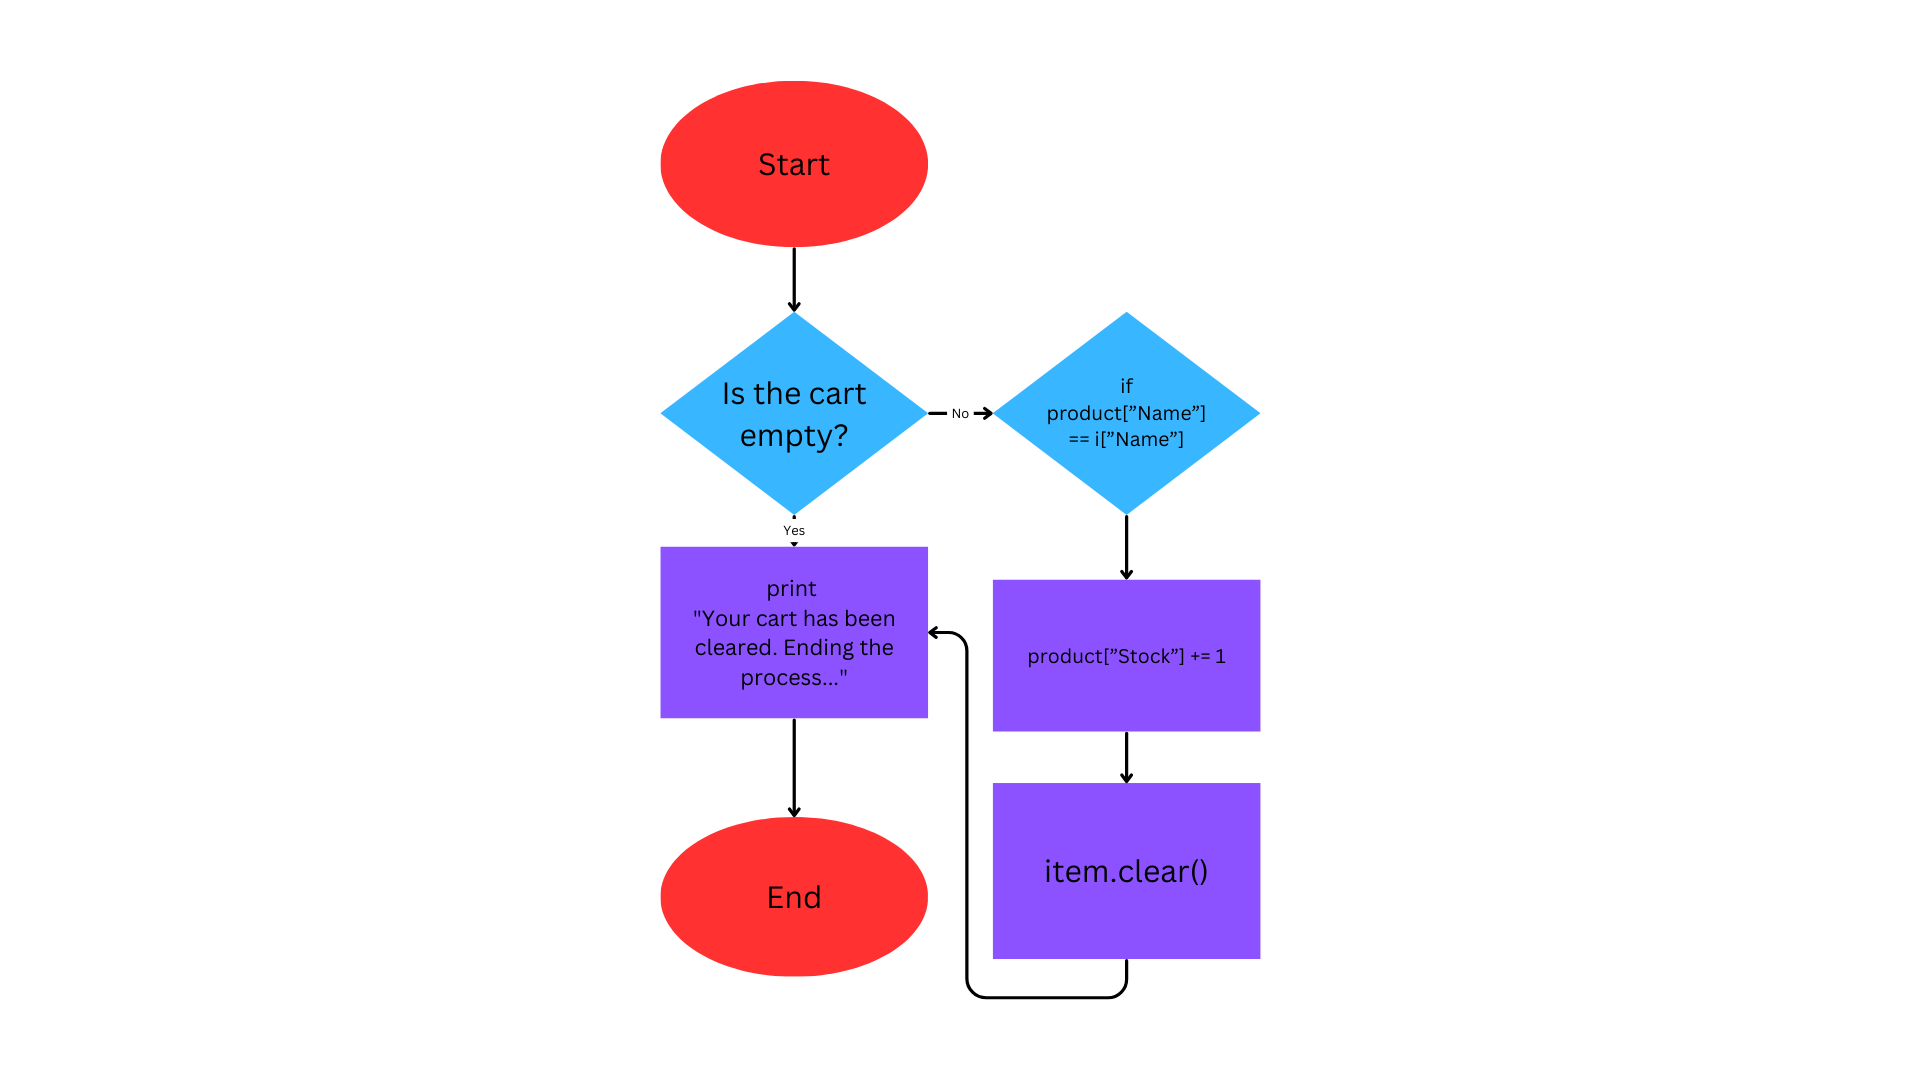 Start
Is the cart
empty?
No
if
product[”Name”]
== i[”Name”]
Yes
print
"Your cart has been
cleared. Ending the
process..."
product[”Stock”] += 1
item.clear()
End